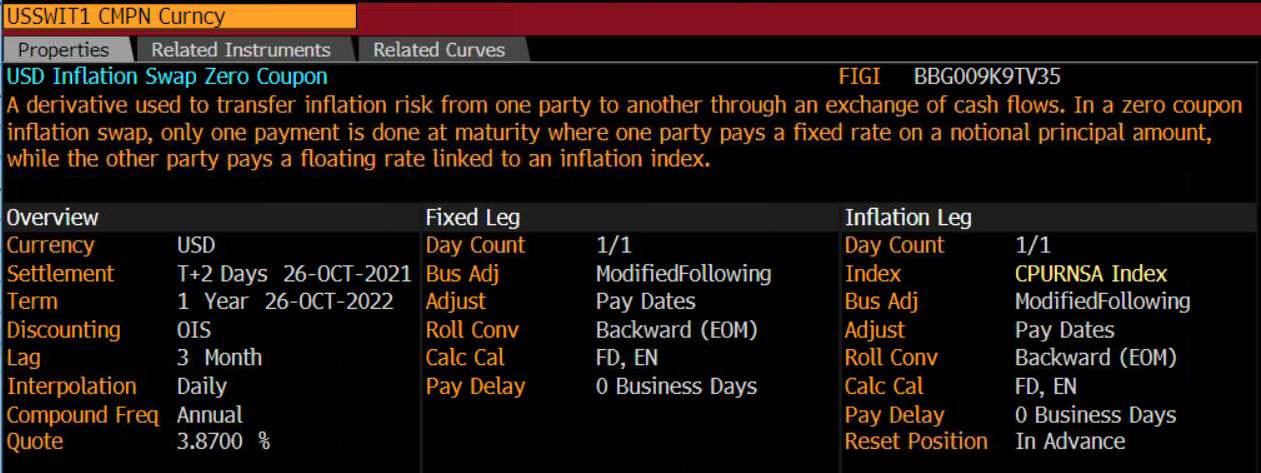 USSWIT1 CMPN Curncy
Properties Related Instruments Related Curves
USD Inflation Swap Zero Coupon FIGI BBG009K9TV35
A derivative used to transfer inflation risk from one party to another through an exchange of cash flows. In a zero coupon
inflation swap, only one payment is done at maturity where one party pays a fixed rate on a notional principal amount,
while the other party pays a floating rate linked to an inflation index.
Overview Fixed Leg Inflation Leg
Currency USD Day Count 1/1 Day Count 1/1
Settlement T+2 Days 26-OCT-2021 Bus Adj ModifiedFollowing Index CPURNSA Index
Term 1 Year 26-OCT-2022 Adjust Pay Dates Bus Adj ModifiedFollowing
Discounting OIS Roll Conv Backward (EOM) Adjust Pay Dates
Lag 3 Month Calc Cal FD, EN Roll Conv Backward (EOM)
Interpolation Daily Pay Delay 0 Business Days Calc Cal FD, EN
Compound Freq Annual Pay Delay 0 Business Days
Quote 3.8700 % Reset Position In Advance